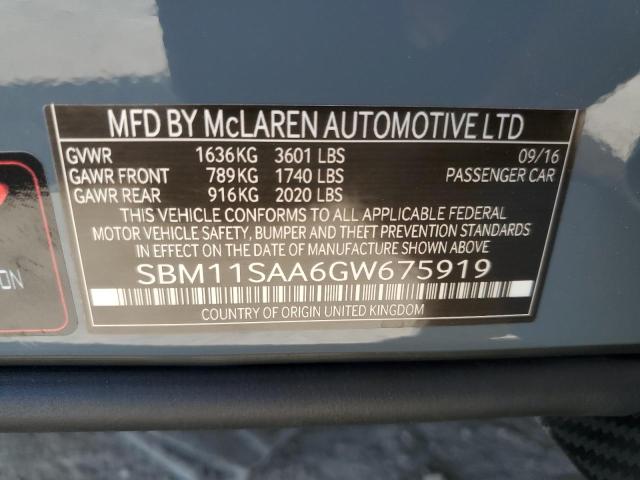 MFD BY McLAREN AUTOMOTIVE LTD
GVWR 1636KG 3601 LBS 09/16
GAWR FRONT 789KG 1740 LBS PASSENGER CAR
GAWR REAR 916KG 2020 LBS
THIS VEHICLE CONFORMS TO ALL APPLICABLE FEDERAL
MOTOR VEHICLE SAFETY, BUMPER AND THEFT PREVENTION STANDARDS
IN EFFECT ON THE DATE OF MANUFACTURE SHOWN ABOVE
SBM11SAA6GW675919
COUNTRY OF ORIGIN UNITED KINGDOM